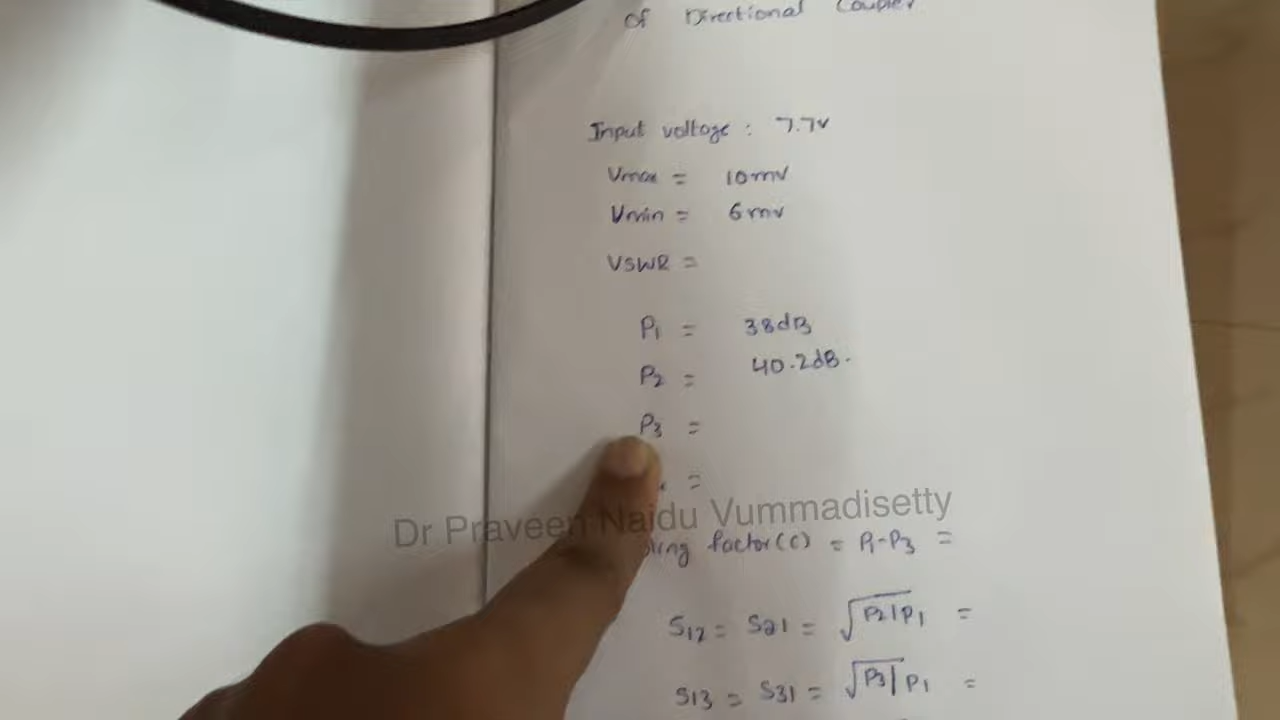 Of Directional Coupler
Input voltage : 7.7v
Vmax = 10mv
Vmin = 6mv
VSWR =
P1 = 38dB
P2 = 40.2dB.
P3 =
=
Dr Praveen Naidu Vummadisetty
factor(c) = P1-P3 =
S12 = S21 = √P2/P1 =
S13 = S31 = √P3/P1 =